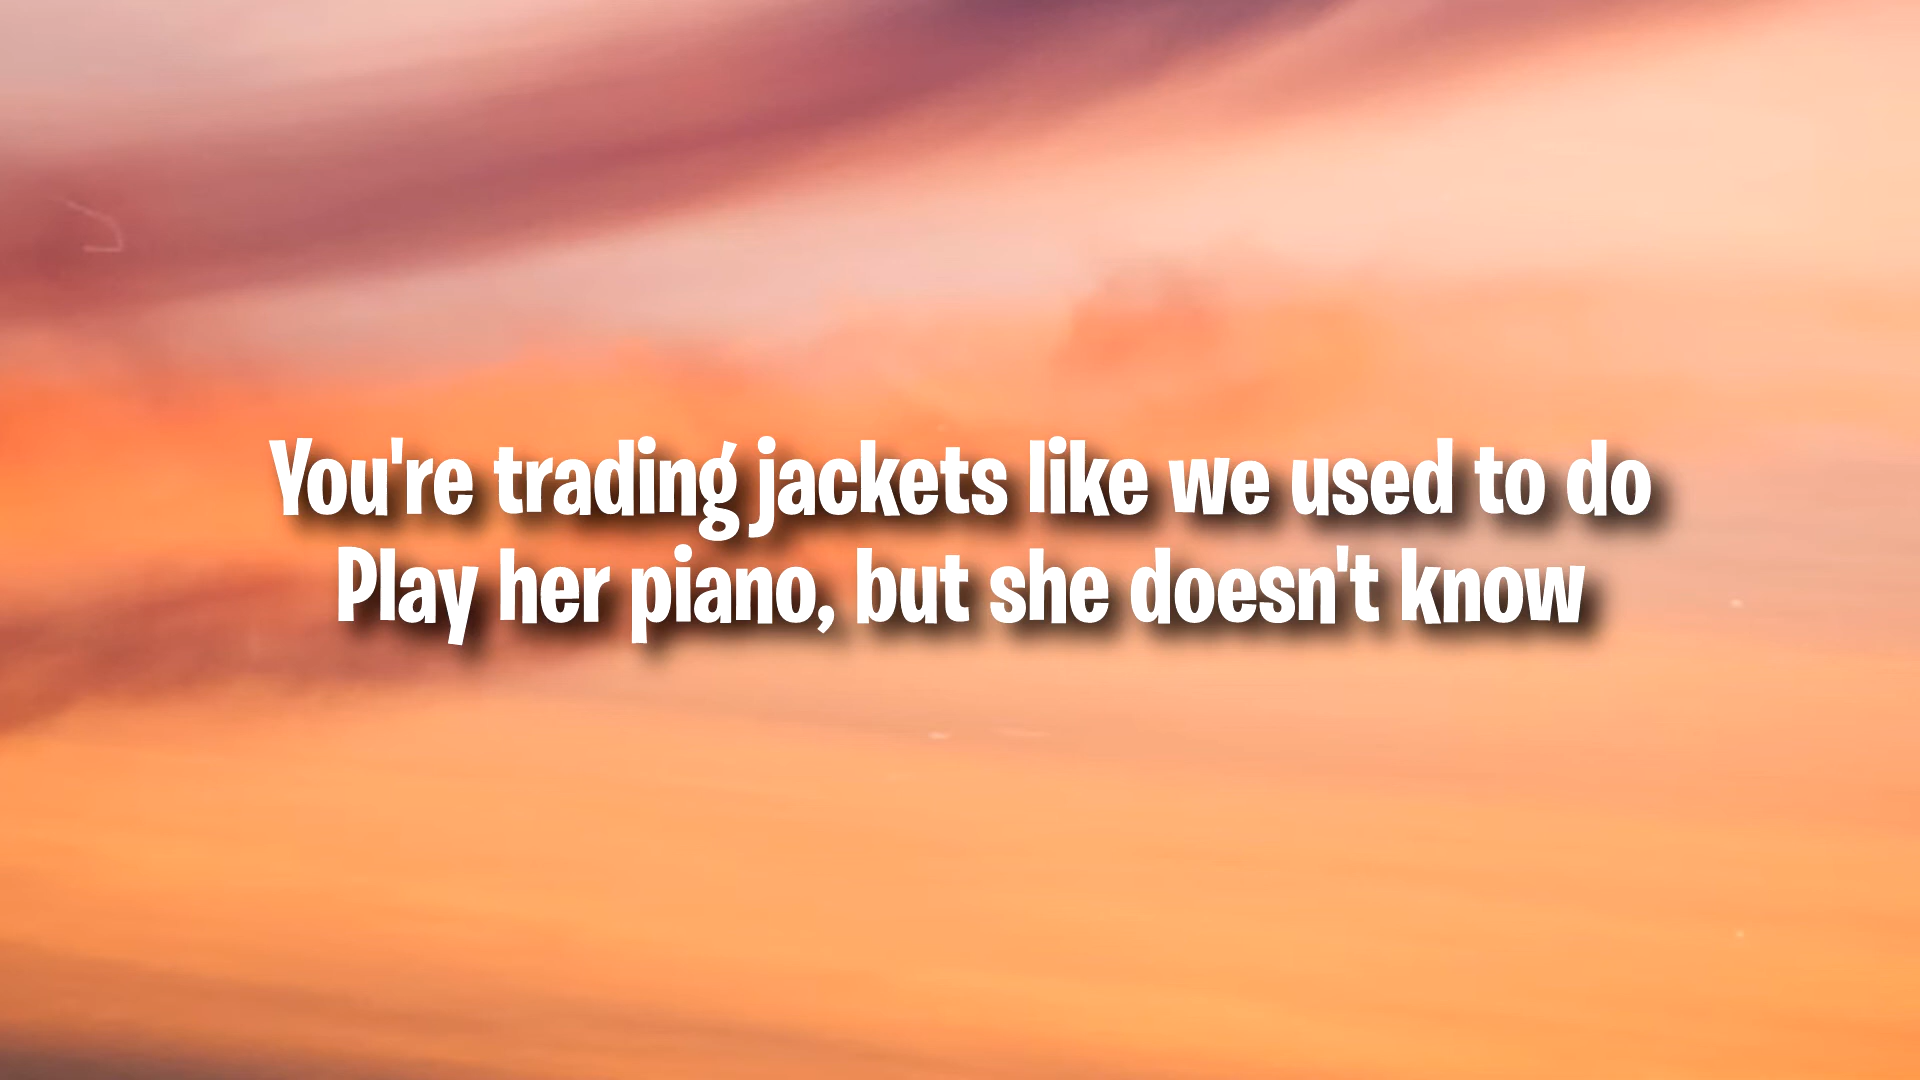 You're trading jackets like we used to do
Play her piano, but she doesn't know